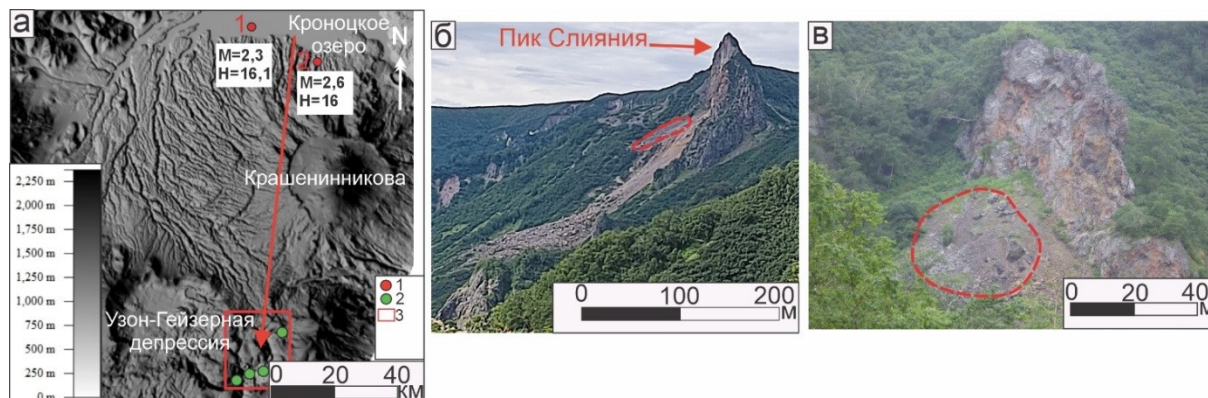 а
1
Кроноцкое
озеро
N
М=2,3
Н=16,1
2
М=2,6
Н=16
Крашенинникова
2,250 m
2,000 m
1,750 m
1,500 m
1,250 m
1,000 m
750 m
500 m
250 m
0 m
Узон-Гейзерная
депрессия
1
2
3
0 20 40
км
б
Пик Слияния
0 100 200
м
в
0 20 40
м